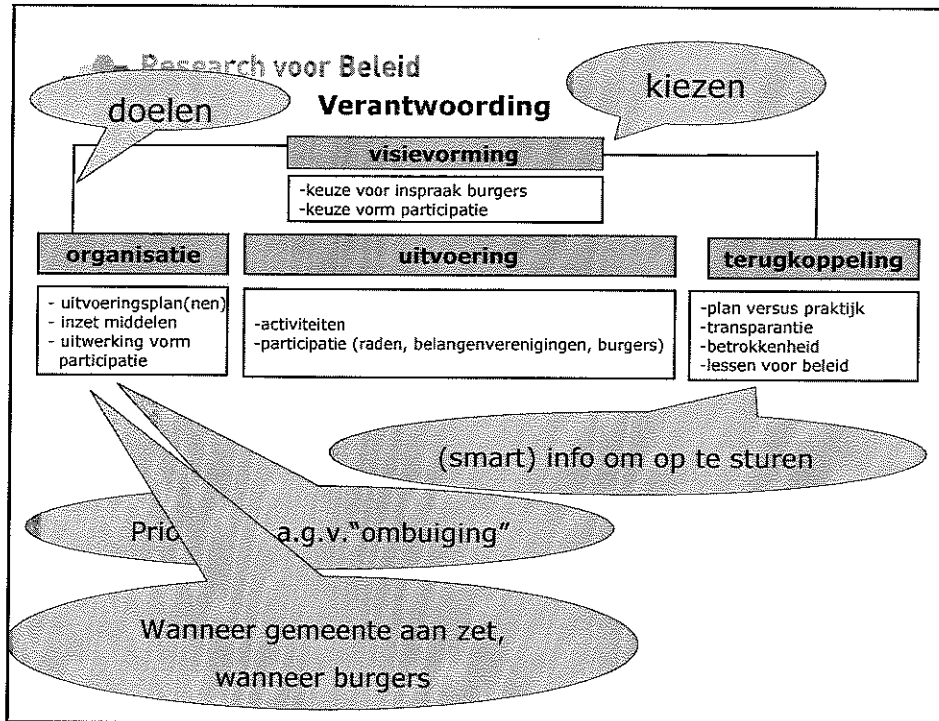 Research voor Beleid
doelen
kiezen
Verantwoording
visievorming
-keuze voor inspraak burgers
-keuze vorm participatie
organisatie
uitvoering
terugkoppeling
- uitvoeringsplan(nen)
- inzet middelen
- uitwerking vorm
participatie
-activiteiten
-participatie (raden, belangenverenigingen, burgers)
-plan versus praktijk
-transparantie
-betrokkenheid
-lessen voor beleid
(smart) info om op te sturen
a.g.v."ombuiging"
Wanneer gemeente aan zet,
wanneer burgers